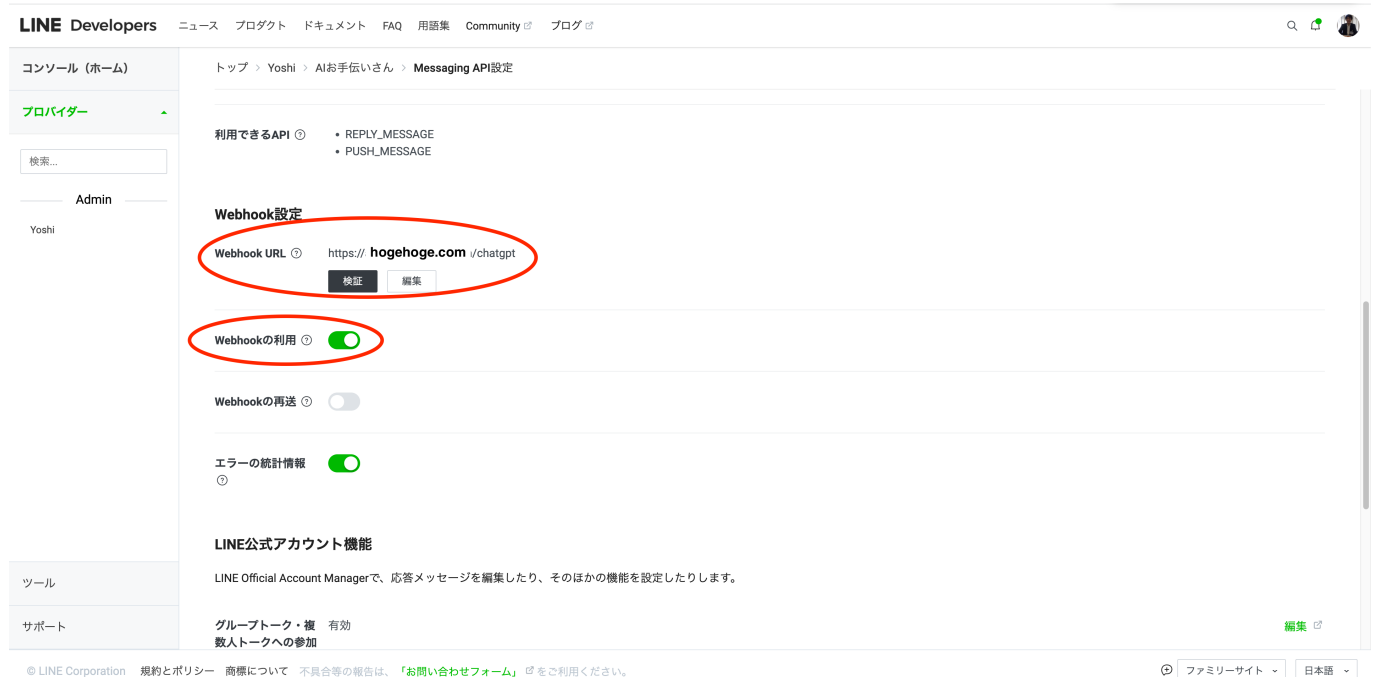 LINE Developers ニュース プロダクト ドキュメント FAQ 用語集 Community ブログ
コンソール（ホーム）
トップ Yoshi AIお手伝いさん Messaging API設定
プロバイダー
利用できるAPI
• REPLY_MESSAGE
• PUSH_MESSAGE
検索...
Admin
Yoshi
Webhook設定
Webhook URL https:// hogehoge.com /chatgpt
検証 編集
Webhookの利用
Webhookの再送
エラーの統計情報
LINE公式アカウント機能
LINE Official Account Managerで、応答メッセージを編集したり、そのほかの機能を設定したりします。
ツール
サポート
グループトーク・複 有効 編集
数人トークへの参加
© LINE Corporation 規約とポリシー 商標について 不具合等の報告は、「お問い合わせフォーム」 をご利用ください。 ファミリーサイト 日本語